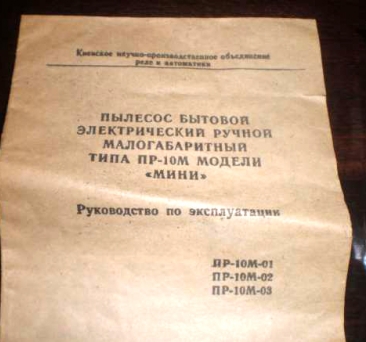 Киевское научно-производственное объединение
реле и автоматики
ПЫЛЕСОС БЫТОВОЙ
ЭЛЕКТРИЧЕСКИЙ РУЧНОЙ
МАЛОГАБАРИТНЫЙ
ТИПА ПР-10М МОДЕЛИ
«МИНИ»
Руководство по эксплуатации
ПР-10М-01
ПР-10М-02
ПР-10М-03